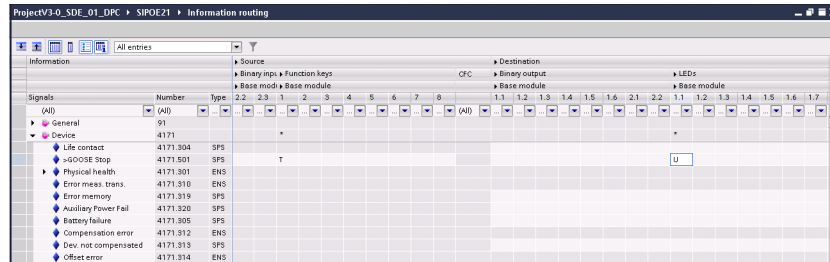 ProjectV3-0_SDE_01_DPC ▸ SIPOE21 ▸ Information routing
All entries
Information Source Destination
Binary inpu Function keys CFC Binary output LEDs
Base modu Base module Base module Base module
Signals Number Type 2.2 2.3 1 2 3 4 5 6 7 8 1.1 1.2 1.3 1.4 1.5 1.6 2.1 2.2 1.1 1.2 1.3 1.4 1.5 1.6 1.7
(All) (All) ... ... ... ... ... ... ... ... ... ... ... (All) ... ... ... ... ... ... ... ... ... ... ... ... ... ... ...
General 91
Device 4171 * *
Life contact 4171.304 SPS
>GOOSE Stop 4171.501 SPS T U
Physical health 4171.301 ENS
Error meas. trans. 4171.310 ENS
Error memory 4171.319 SPS
Auxiliary Power Fail 4171.320 SPS
Battery failure 4171.305 SPS
Compensation error 4171.312 ENS
Dev. not compensated 4171.313 SPS
Offset error 4171.314 ENS